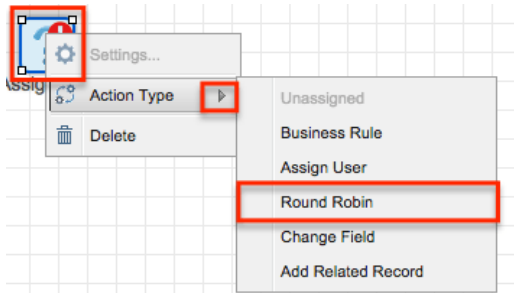 Settings...
Assig
Action Type
Delete
Unassigned
Business Rule
Assign User
Round Robin
Change Field
Add Related Record